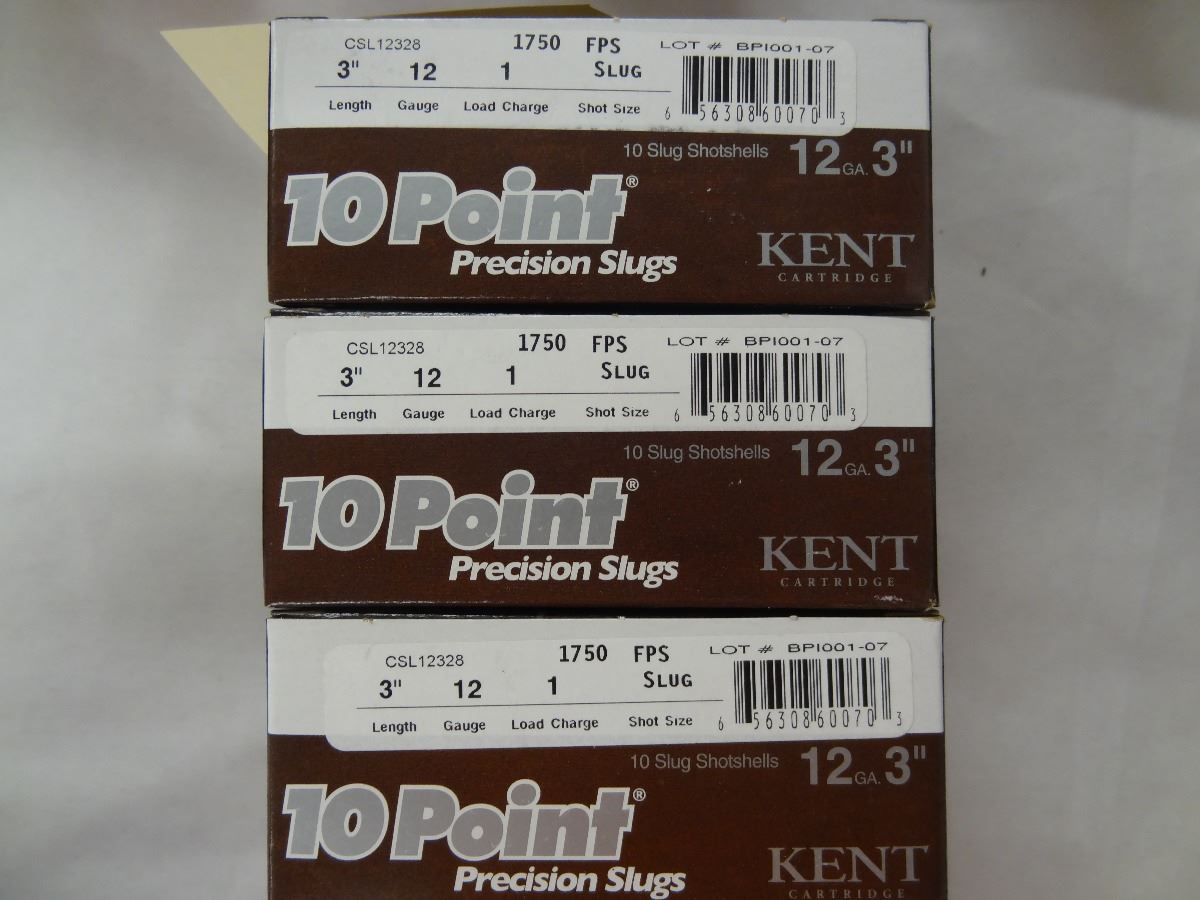 CSL12328 1750 FPS LOT # BPI001-07
3" 12 1 SLUG
Length Gauge Load Charge Shot Size 6 56308 60070 3
10 Slug Shotshells 12 GA. 3"
10 Point®
Precision Slugs
KENT
CARTRIDGE
CSL12328 1750 FPS LOT # BPI001-07
3" 12 1 SLUG
Length Gauge Load Charge Shot Size 6 56308 60070 3
10 Slug Shotshells 12 GA. 3"
10 Point®
Precision Slugs
KENT
CARTRIDGE
CSL12328 1750 FPS LOT # BPI001-07
3" 12 1 SLUG
Length Gauge Load Charge Shot Size 6 56308 60070 3
10 Slug Shotshells 12 GA. 3"
10 Point®
Precision Slugs
KENT
CARTRIDGE